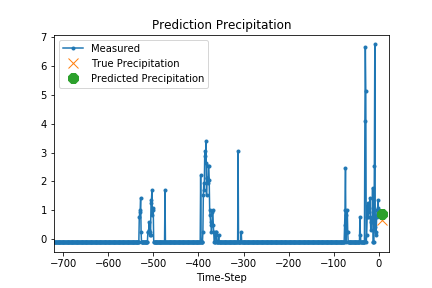 Prediction Precipitation
7
6
5
4
3
2
1
0
Measured
True Precipitation
Predicted Precipitation
−700 −600 −500 −400 −300 −200 −100 0
Time-Step